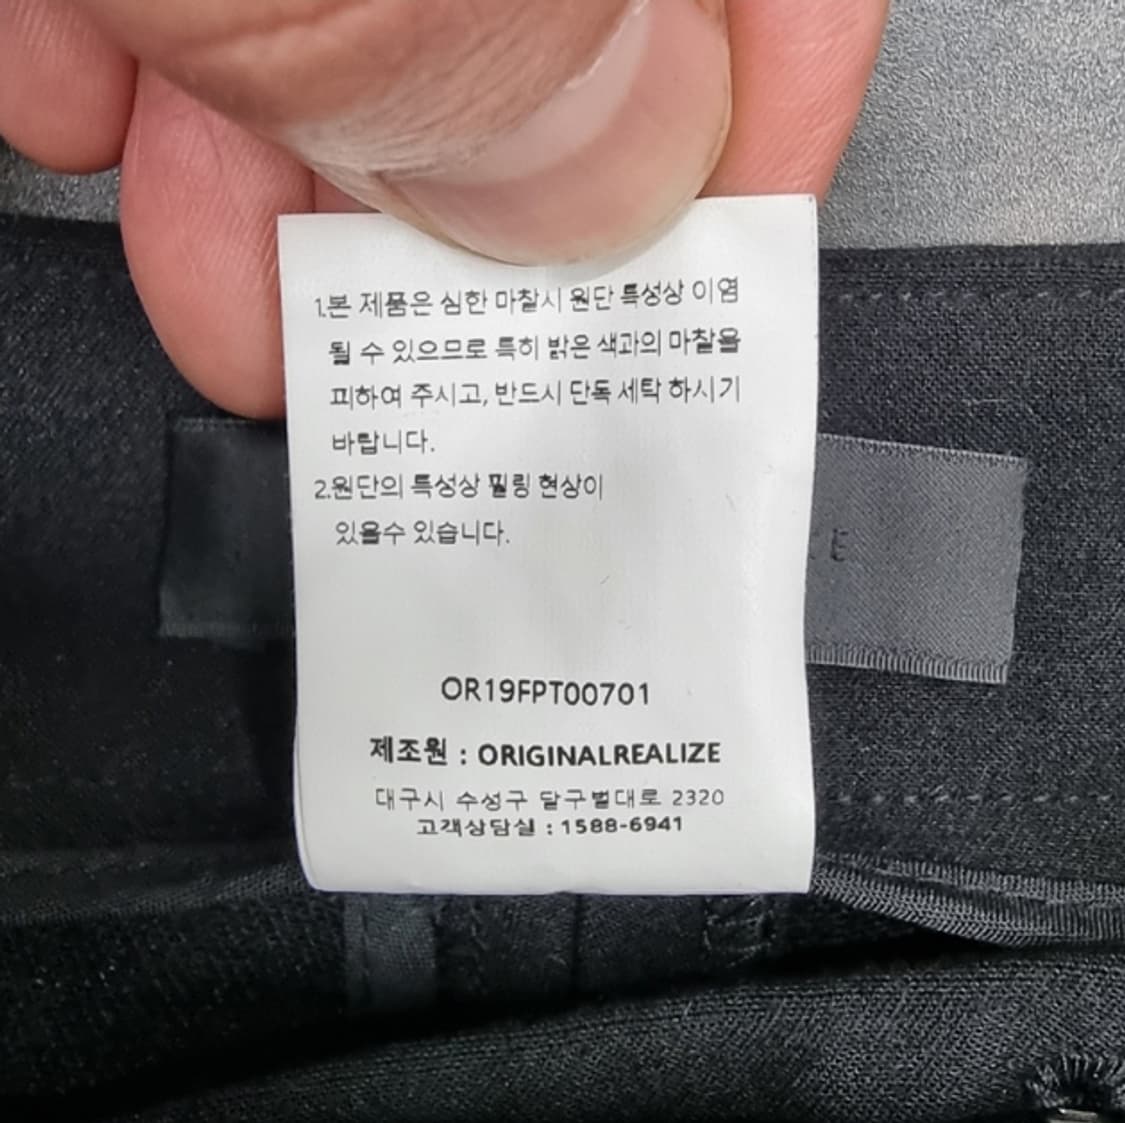 1.본 제품은 심한 마찰시 원단 특성상 이염
될 수 있으므로 특히 밝은 색과의 마찰을
피하여 주시고, 반드시 단독 세탁 하시기
바랍니다.
2.원단의 특성상 필링 현상이
있을수 있습니다.
OR19FPT00701
제조원 : ORIGINALREALIZE
대구시 수성구 달구벌대로 2320
고객상담실 : 1588-6941
E